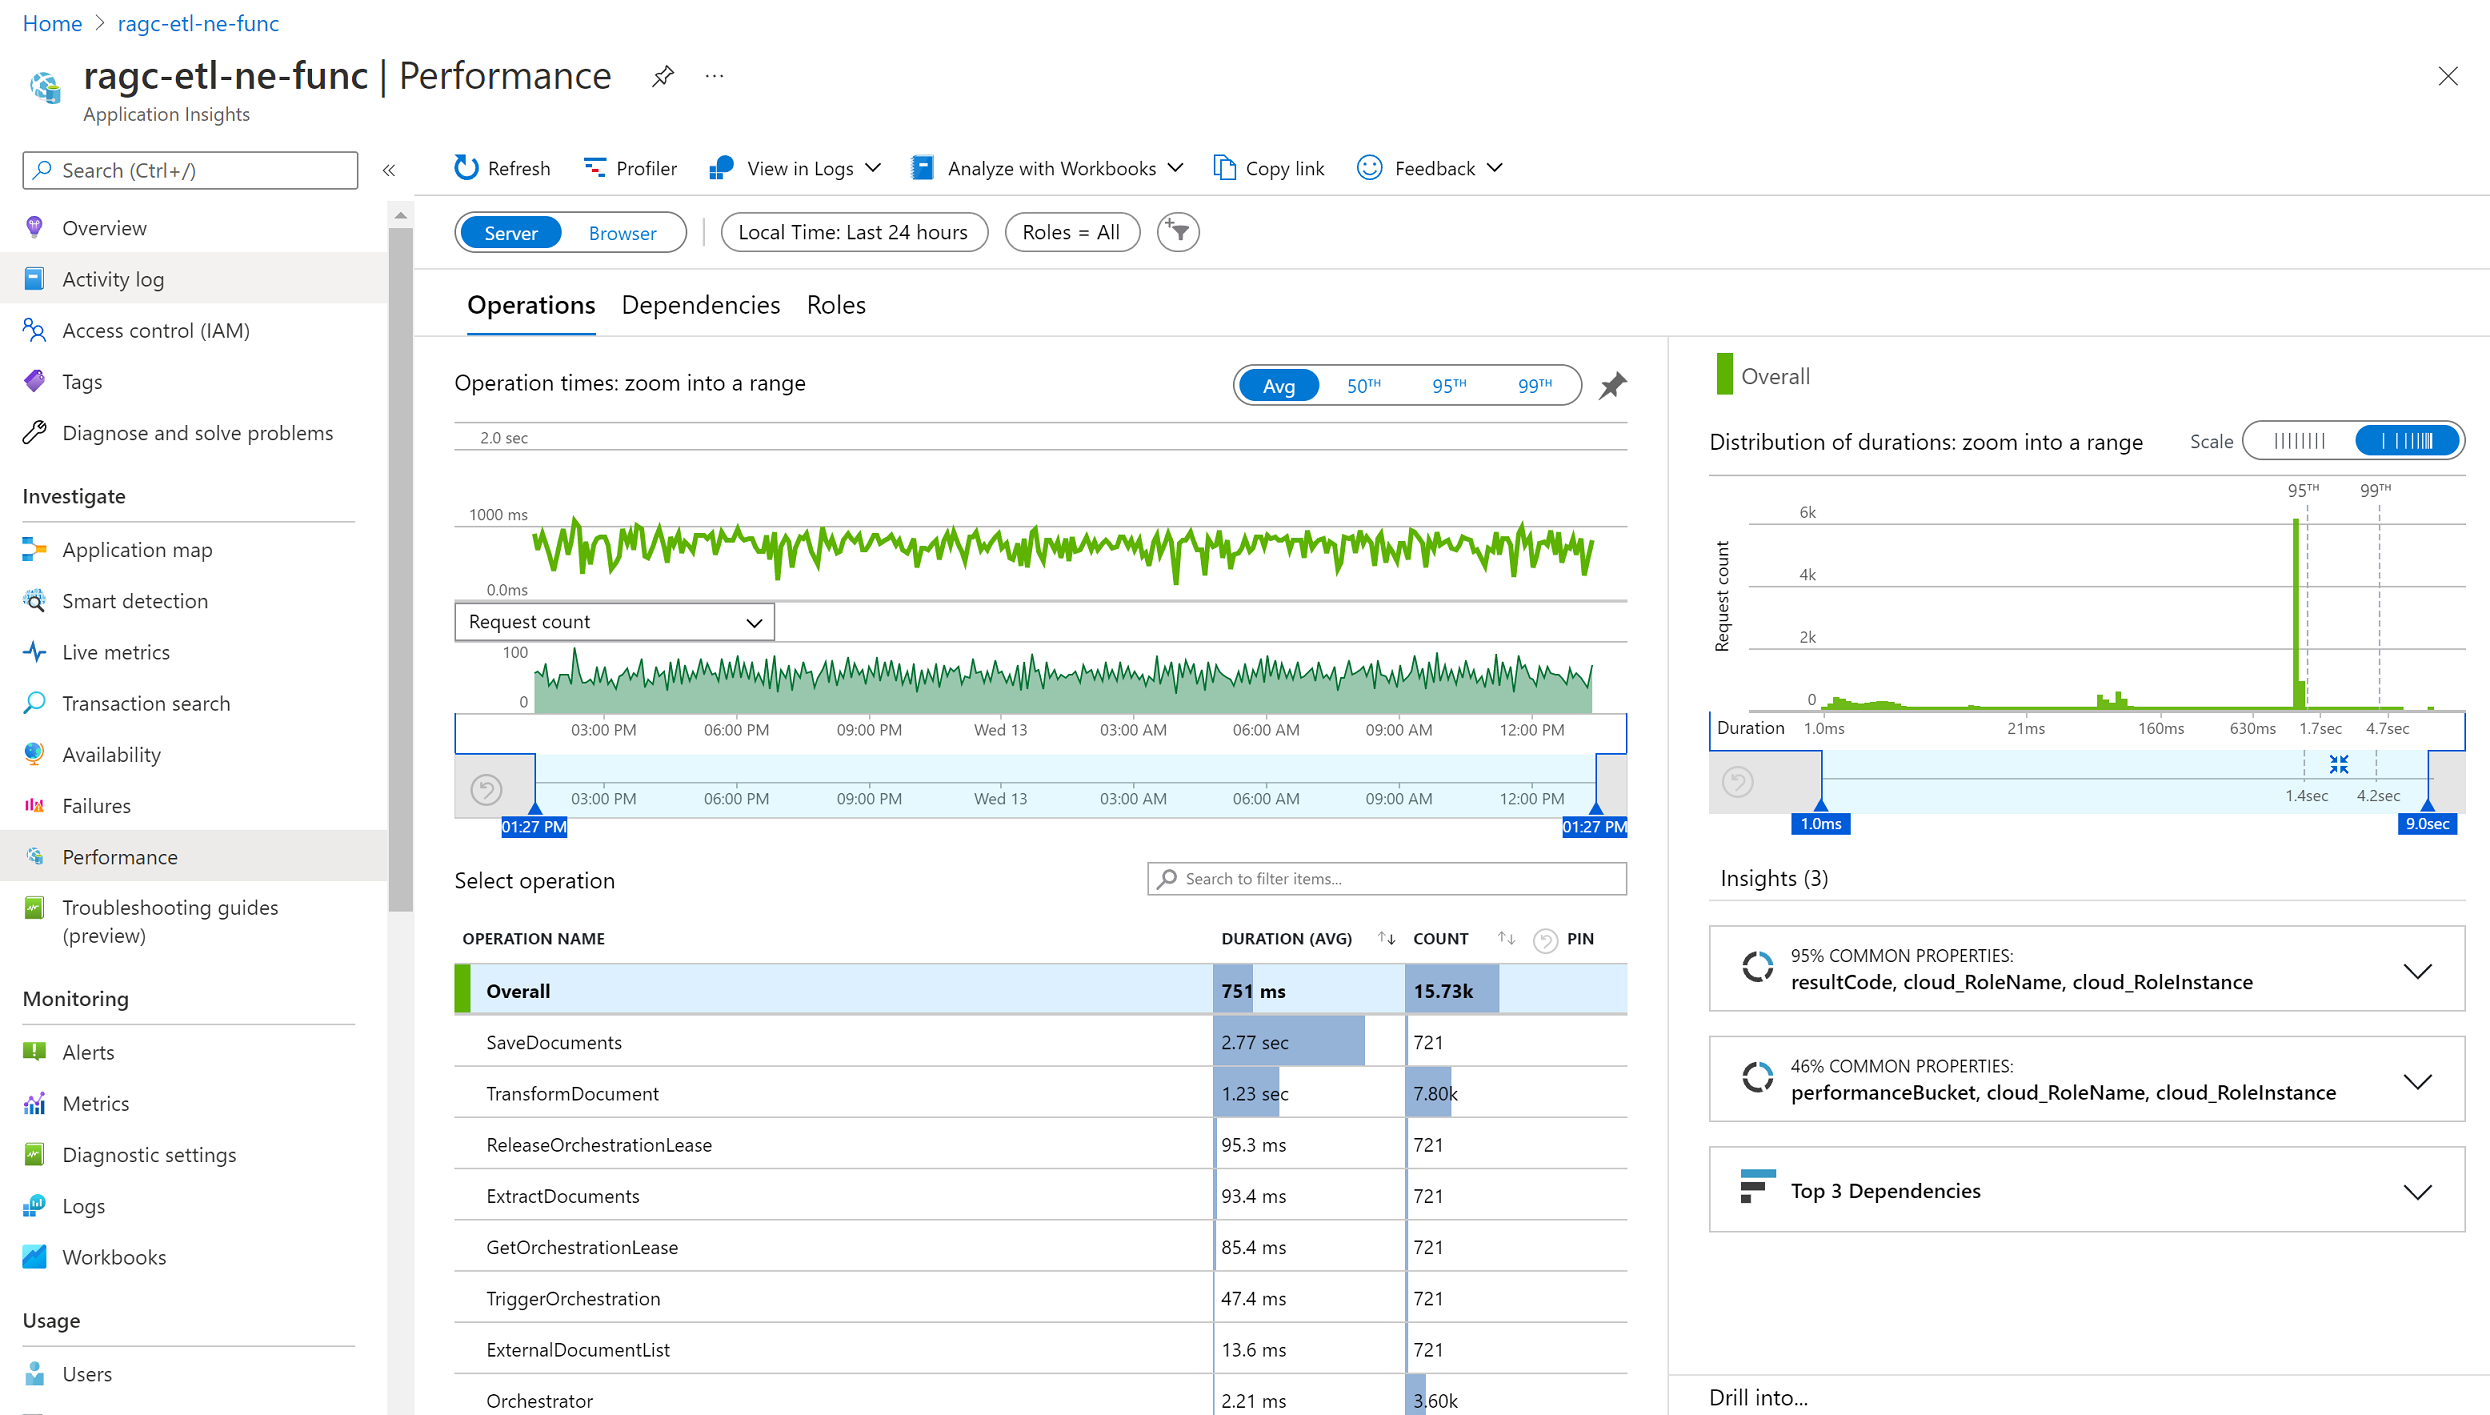 Home > ragc-etl-ne-func
ragc-etl-ne-func | Performance ...
Application Insights
Search (Ctrl+/)
«
Overview
Activity log
Access control (IAM)
Tags
Diagnose and solve problems
Investigate
Application map
Smart detection
Live metrics
Transaction search
Availability
Failures
Performance
Troubleshooting guides
(preview)
Monitoring
Alerts
Metrics
Diagnostic settings
Logs
Workbooks
Usage
Users
Refresh Profiler View in Logs Analyze with Workbooks Copy link Feedback
Server Browser Local Time: Last 24 hours Roles = All
Operations Dependencies Roles
Operation times: zoom into a range Avg 50TH 95TH 99TH
2.0 sec
1000 ms
0.0ms
Request count
100
0
03:00 PM 06:00 PM 09:00 PM Wed 13 03:00 AM 06:00 AM 09:00 AM 12:00 PM
03:00 PM 06:00 PM 09:00 PM Wed 13 03:00 AM 06:00 AM 09:00 AM 12:00 PM
01:27 PM 01:27 PM
Select operation Search to filter items...
OPERATION NAME DURATION (AVG) COUNT PIN
Overall 751 ms 15.73k
SaveDocuments 2.77 sec 721
TransformDocument 1.23 sec 7.80k
ReleaseOrchestrationLease 95.3 ms 721
ExtractDocuments 93.4 ms 721
GetOrchestrationLease 85.4 ms 721
TriggerOrchestration 47.4 ms 721
ExternalDocumentList 13.6 ms 721
Orchestrator 2.21 ms 3.60k
Overall
Distribution of durations: zoom into a range Scale
95TH 99TH
Request count
6k
4k
2k
0
Duration 1.0ms 21ms 160ms 630ms 1.7sec 4.7sec
1.4sec 4.2sec
1.0ms 9.0sec
Insights (3)
95% COMMON PROPERTIES:
resultCode, cloud_RoleName, cloud_RoleInstance
46% COMMON PROPERTIES:
performanceBucket, cloud_RoleName, cloud_RoleInstance
Top 3 Dependencies
Drill into...